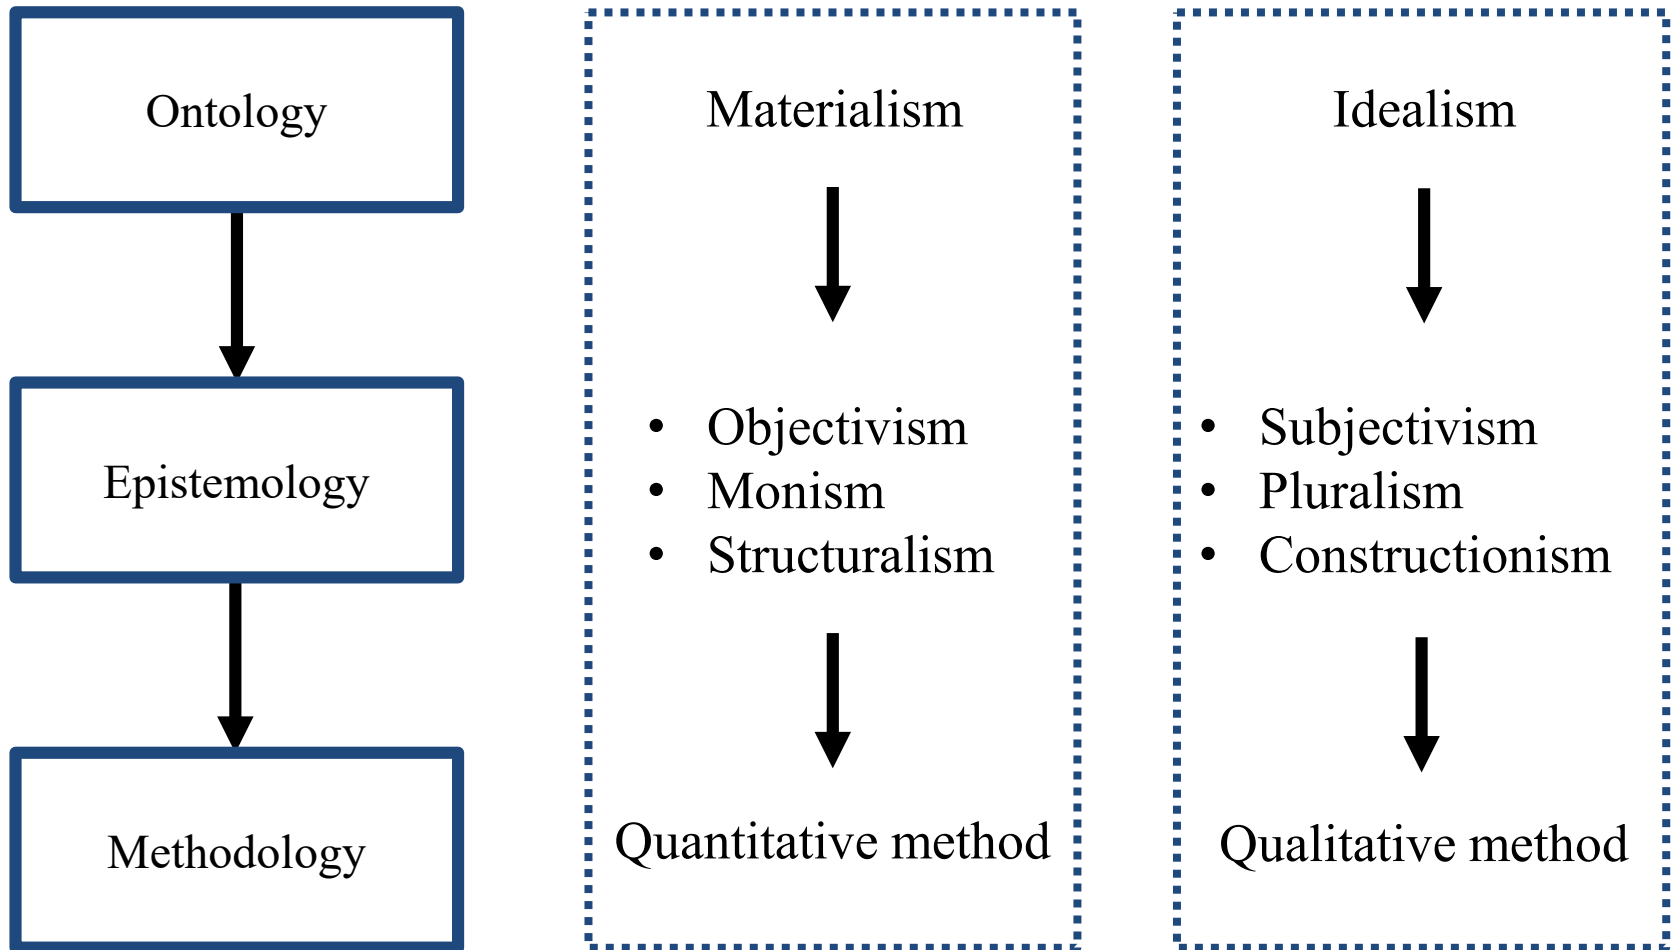 Ontology
Materialism
Idealism
Epistemology
• Objectivism
• Monism
• Structuralism
• Subjectivism
• Pluralism
• Constructionism
Methodology
Quantitative method
Qualitative method